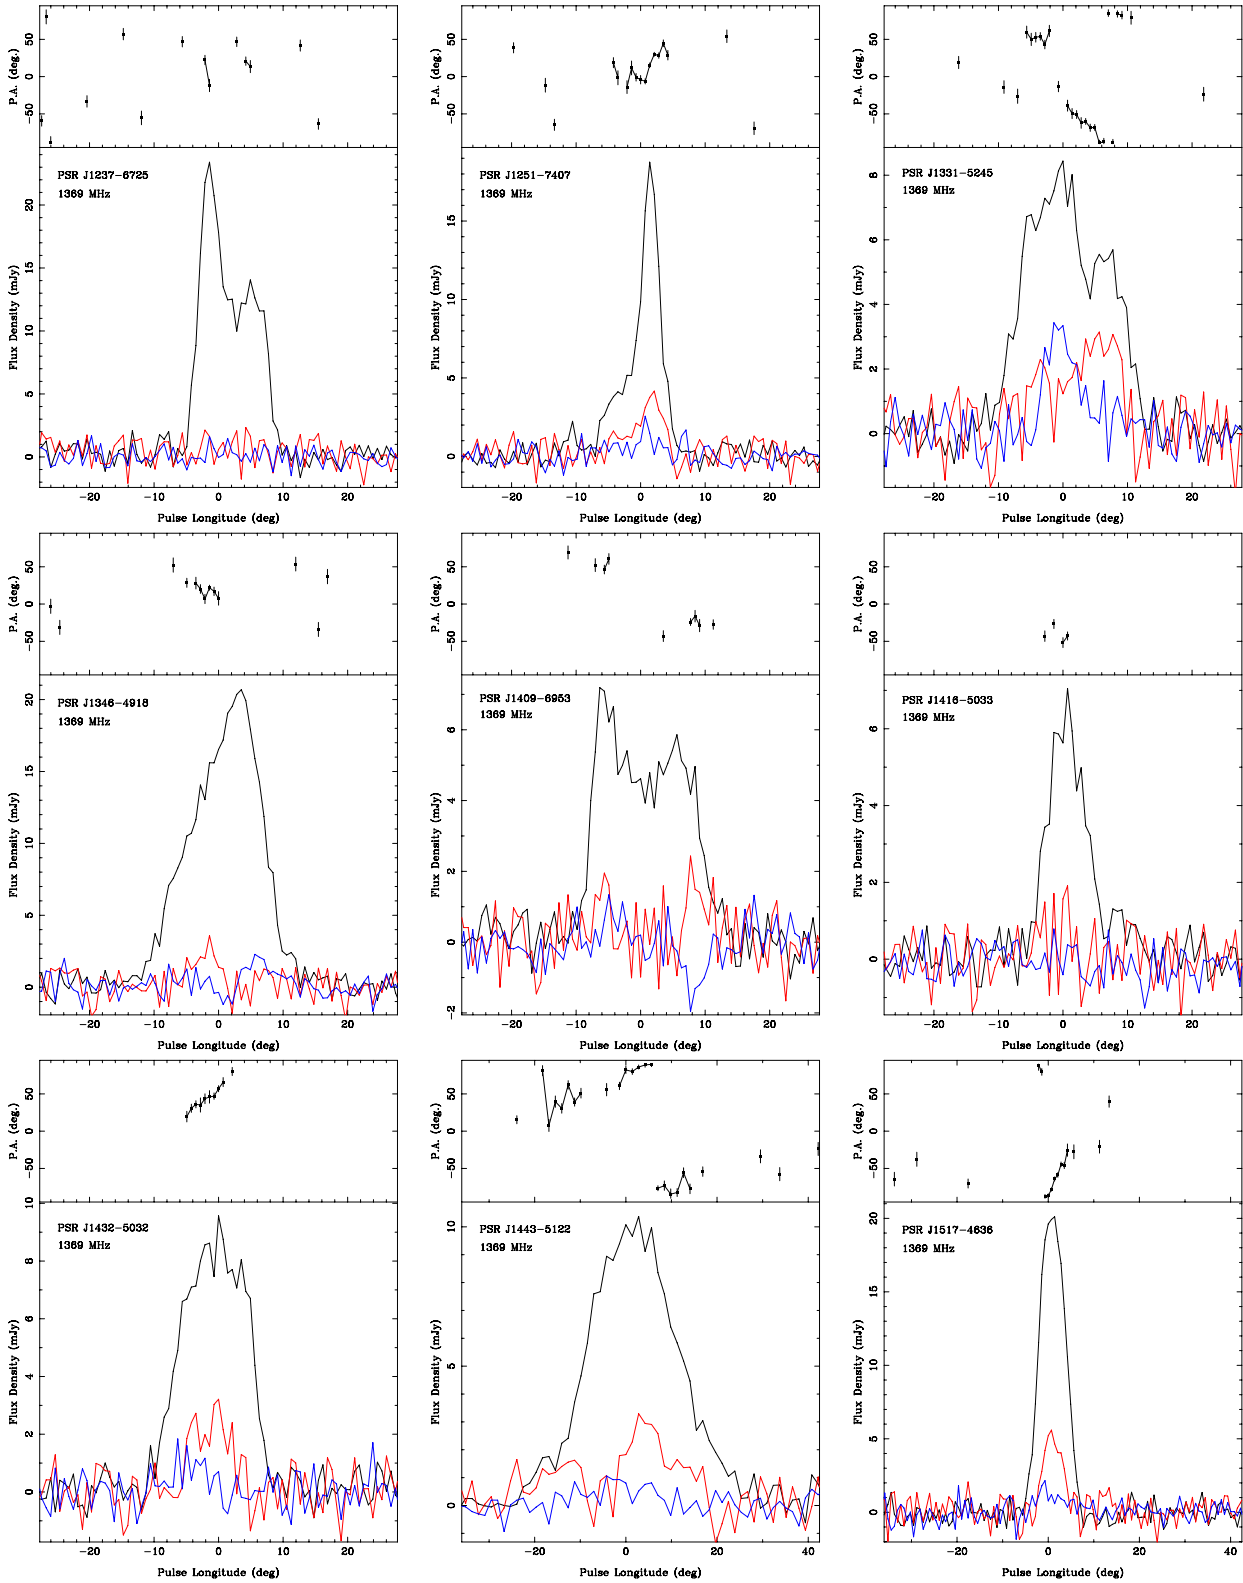 P.A. (deg.)
50
0
−50
PSR J1237−6725
1369 MHz
Flux Density (mJy)
20
15
10
5
0
−20
−10
0
10
20
Pulse Longitude (deg)
P.A. (deg.)
50
0
−50
PSR J1251−7407
1369 MHz
Flux Density (mJy)
15
10
5
0
−20
−10
0
10
20
Pulse Longitude (deg)
P.A. (deg.)
50
0
−50
PSR J1331−5245
1369 MHz
Flux Density (mJy)
8
6
4
2
0
−20
−10
0
10
20
Pulse Longitude (deg)
P.A. (deg.)
50
0
−50
PSR J1346−4918
1369 MHz
Flux Density (mJy)
20
15
10
5
0
−20
−10
0
10
20
Pulse Longitude (deg)
P.A. (deg.)
50
0
−50
PSR J1409−6953
1369 MHz
Flux Density (mJy)
6
4
2
0
−2
−20
−10
0
10
20
Pulse Longitude (deg)
P.A. (deg.)
50
0
−50
PSR J1416−5033
1369 MHz
Flux Density (mJy)
6
4
2
0
−20
−10
0
10
20
Pulse Longitude (deg)
P.A. (deg.)
50
0
−50
PSR J1432−5032
1369 MHz
Flux Density (mJy)
10
8
6
4
2
0
−20
−10
0
10
20
Pulse Longitude (deg)
P.A. (deg.)
50
0
−50
PSR J1443−5122
1369 MHz
Flux Density (mJy)
10
5
0
−20
0
20
40
Pulse Longitude (deg)
P.A. (deg.)
50
0
−50
PSR J1517−4636
1369 MHz
Flux Density (mJy)
20
15
10
5
0
−20
0
20
40
Pulse Longitude (deg)